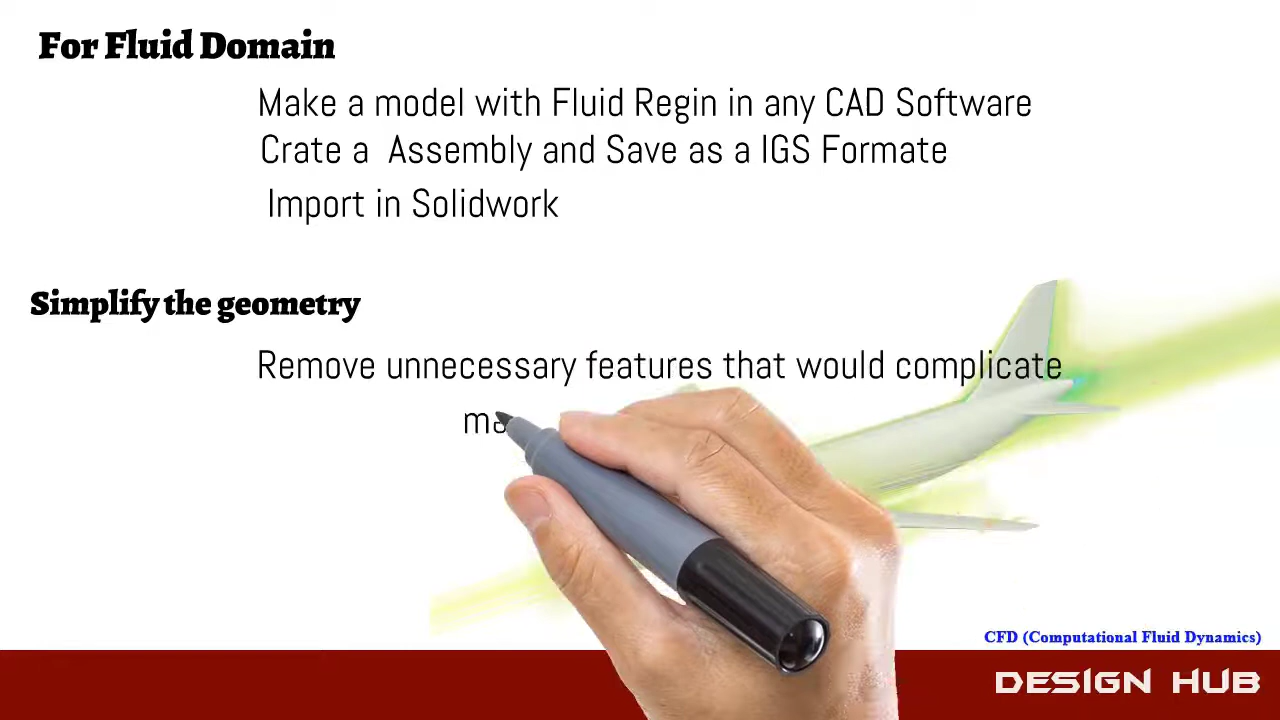 For Fluid Domain
Make a model with Fluid Regin in any CAD Software
Crate a Assembly and Save as a IGS Formate
Import in Solidwork
Simplify the geometry
Remove unnecessary features that would complicate
CFD (Computational Fluid Dynamics)
DESIGN HUB